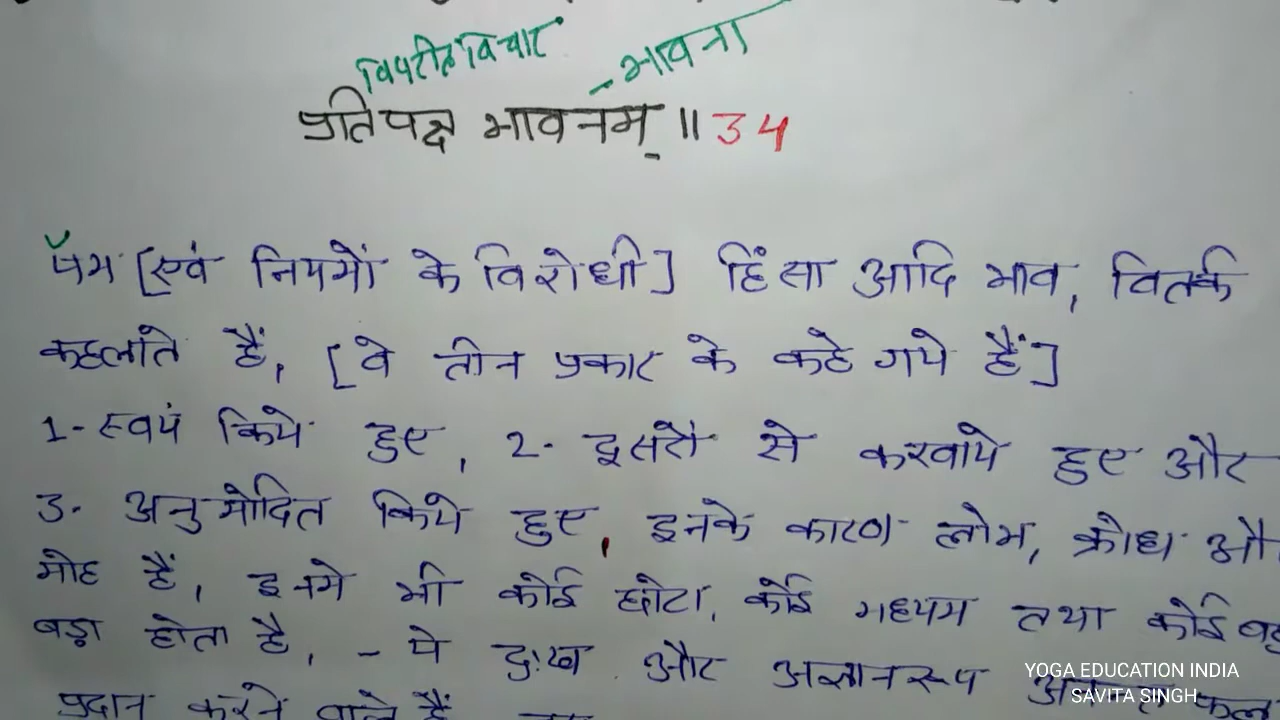 विपरीत विचार - भावना
प्रतिपक्ष भावनम् ॥ 34
यम [एवं नियमों के विरोधी] हिंसा आदि भाव, वितर्क
कहलाते हैं, [वे तीन प्रकार के कहे गये हैं]
1- स्वयं किये हुए, 2- दूसरों से करवाये हुए और
3- अनुमोदित किये हुए, इनके कारण लोभ, क्रोध औ
मोह हैं, इनमे भी कोई छोटा, कोई मध्यम तथा कोई बहु
बड़ा होता है, - ये दुःख और अज्ञानरूप अनन्त फल
प्रदान करने वाले हैं
YOGA EDUCATION INDIA
SAVITA SINGH